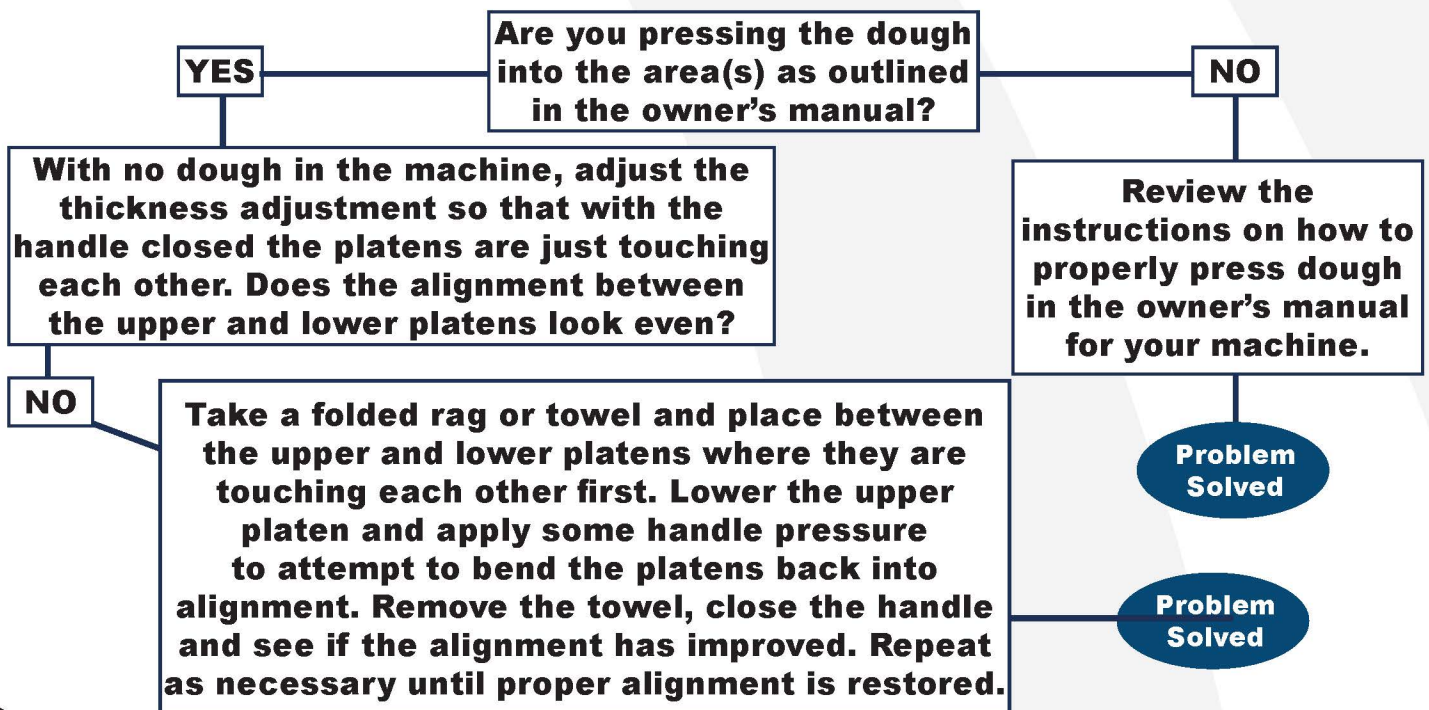 Are you pressing the dough
into the area(s) as outlined
in the owner’s manual?
YES
NO
With no dough in the machine, adjust the
thickness adjustment so that with the
handle closed the platens are just touching
each other. Does the alignment between
the upper and lower platens look even?
Review the
instructions on how to
properly press dough
in the owner’s manual
for your machine.
NO
Take a folded rag or towel and place between
the upper and lower platens where they are
touching each other first. Lower the upper
platen and apply some handle pressure
to attempt to bend the platens back into
alignment. Remove the towel, close the handle
and see if the alignment has improved. Repeat
as necessary until proper alignment is restored.
Problem
Solved
Problem
Solved